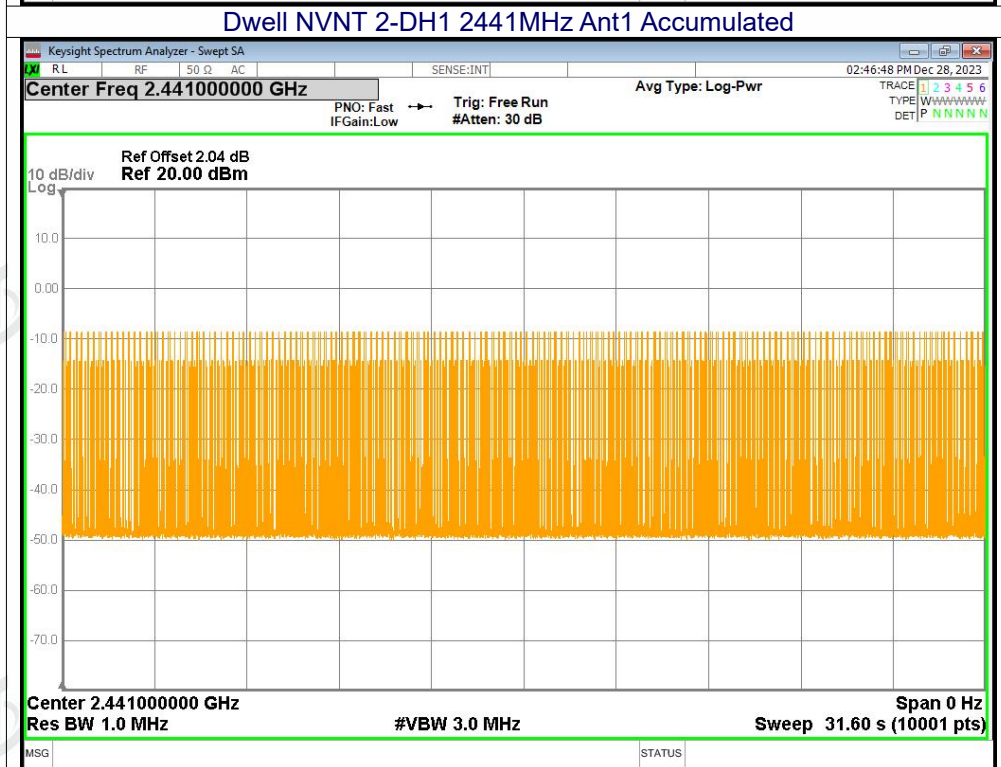 Dwell NVNT 2-DH1 2441MHz Ant1 Accumulated
Keysight Spectrum Analyzer - Swept SA
LXI RL RF 50 Ω AC SENSE:INT 02:46:48 PM Dec 28, 2023
Center Freq 2.441000000 GHz
PNO: Fast
IFGain:Low
Trig: Free Run
#Atten: 30 dB
Avg Type: Log-Pwr
TRACE 1 2 3 4 5 6
TYPE WWWWWWW
DET P N N N N N
Ref Offset 2.04 dB
10 dB/div Ref 20.00 dBm
Log
10.0
0.00
-10.0
-20.0
-30.0
-40.0
-50.0
-60.0
-70.0
Center 2.441000000 GHz Span 0 Hz
Res BW 1.0 MHz #VBW 3.0 MHz Sweep 31.60 s (10001 pts)
MSG STATUS